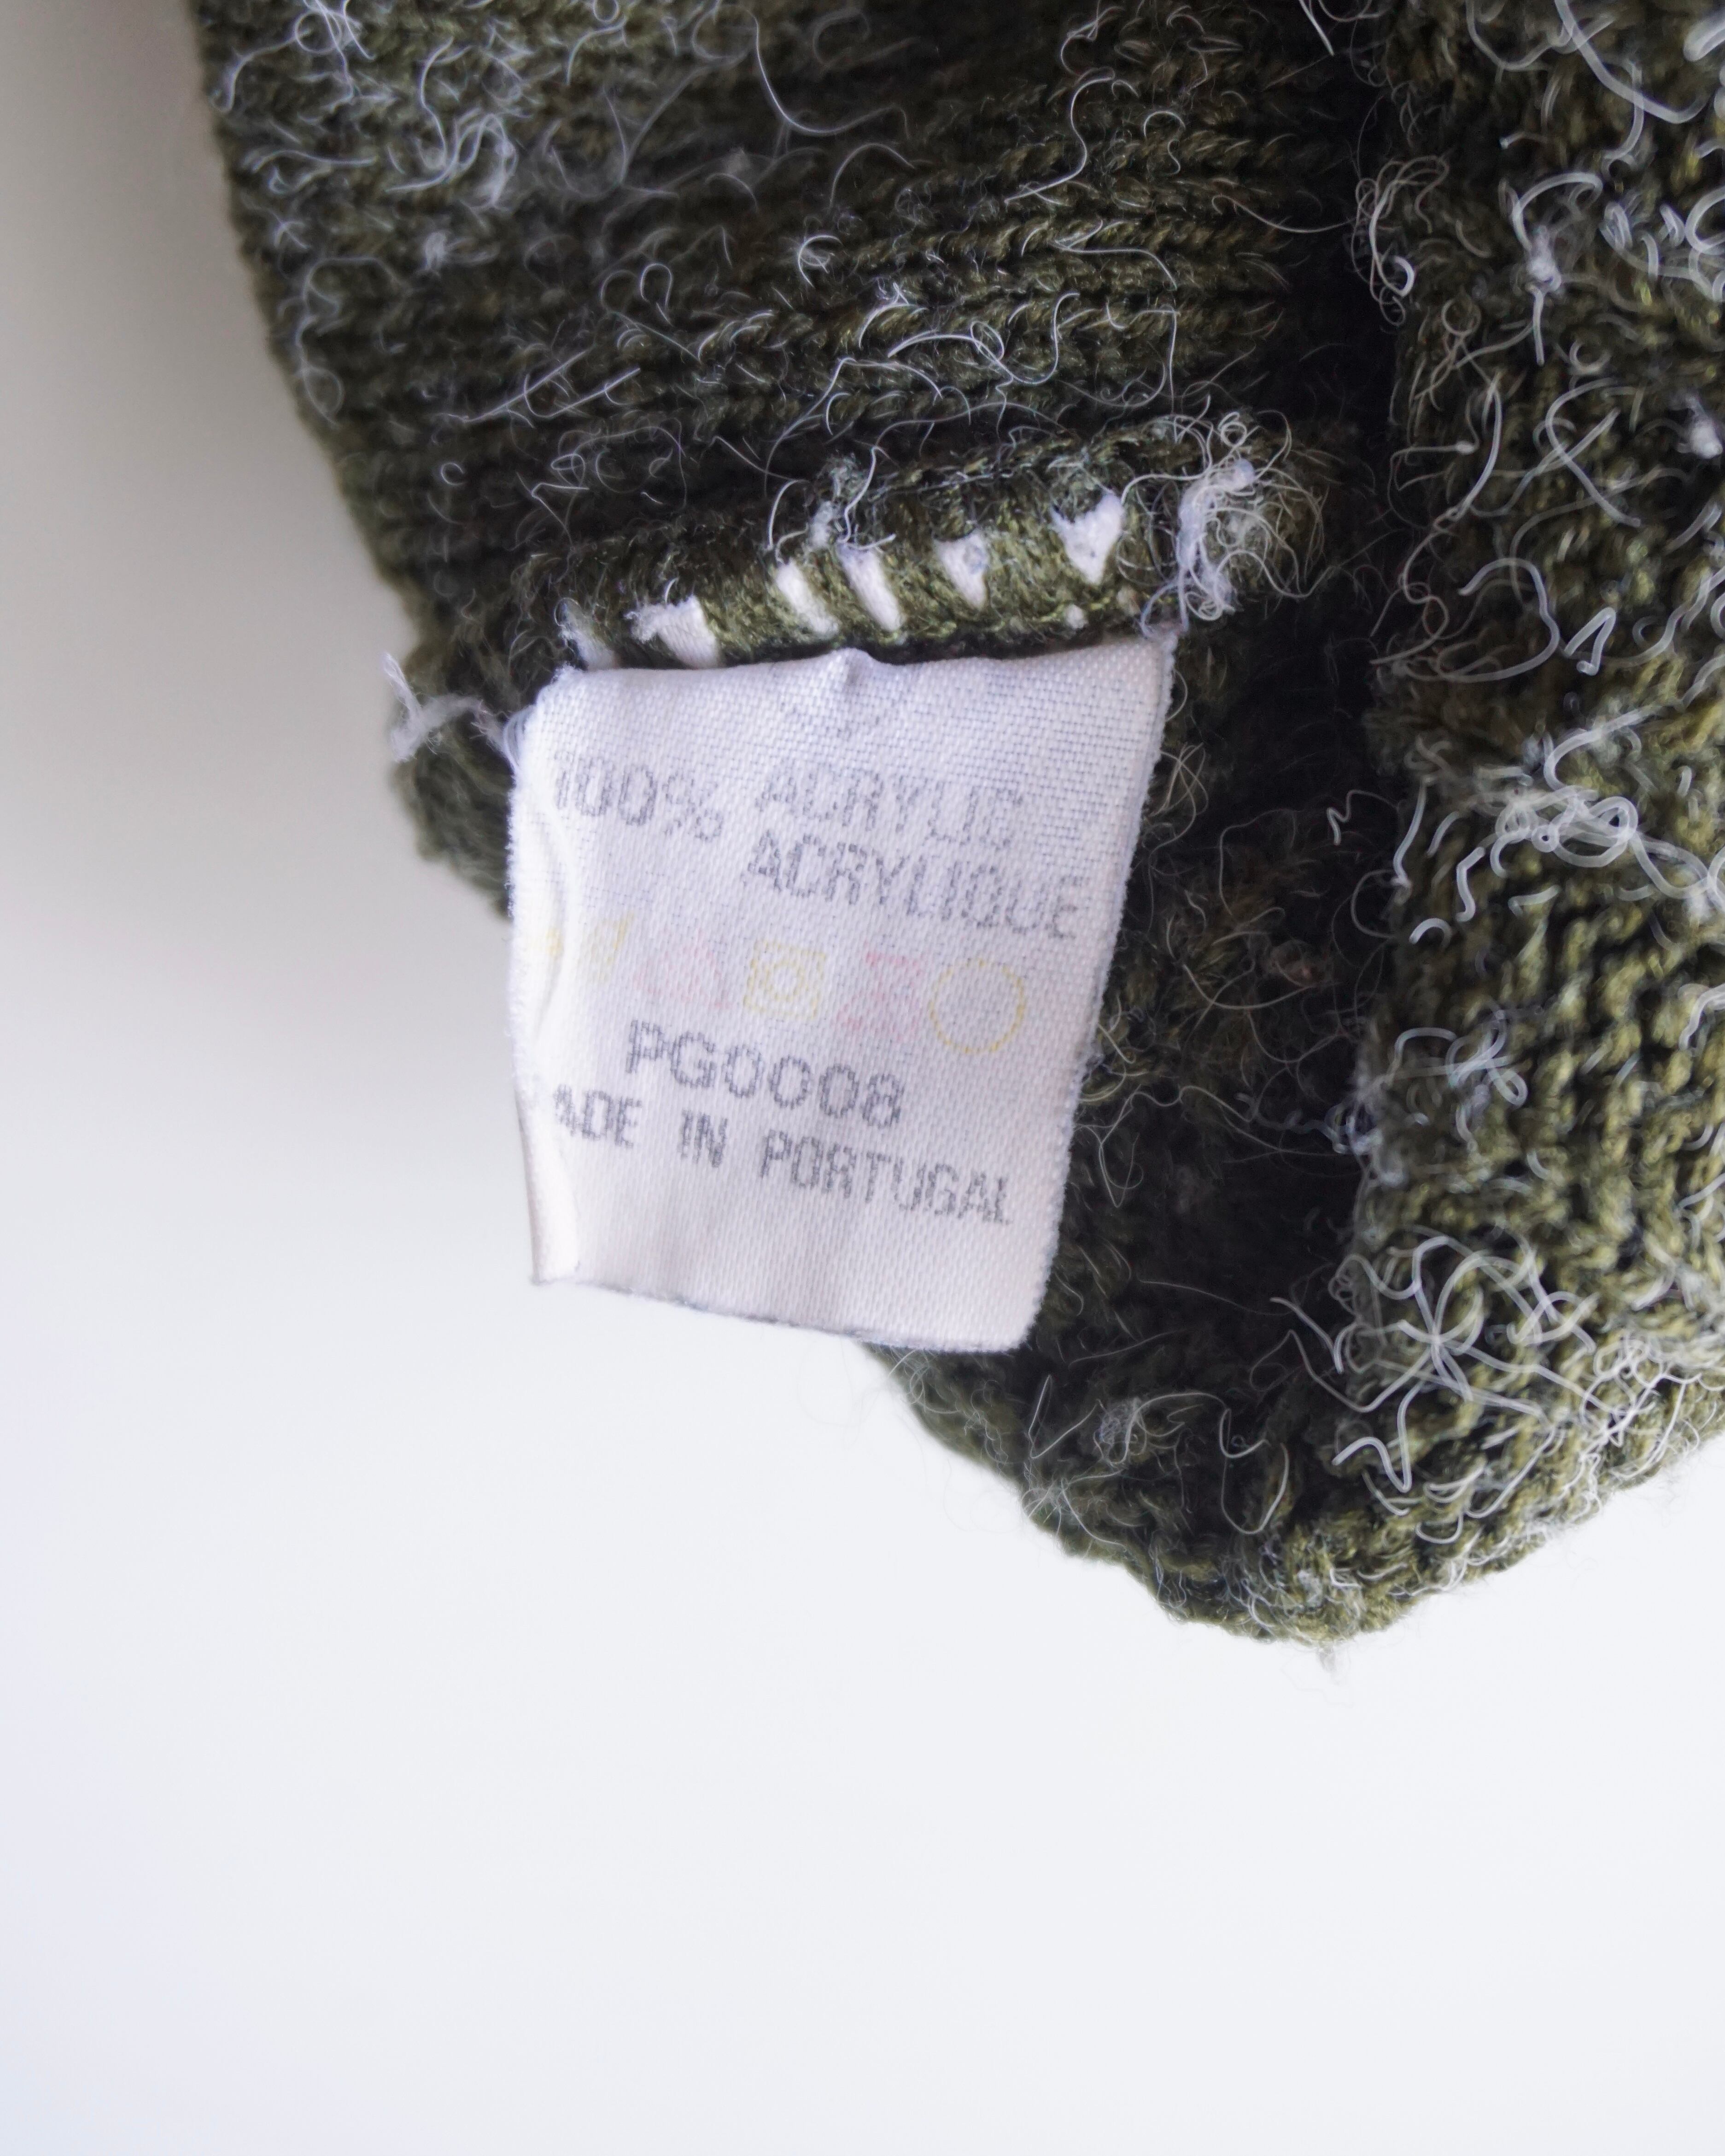 100% ACRYLIC
ACRYLIQUE
PG0008
ADE IN PORTUGAL